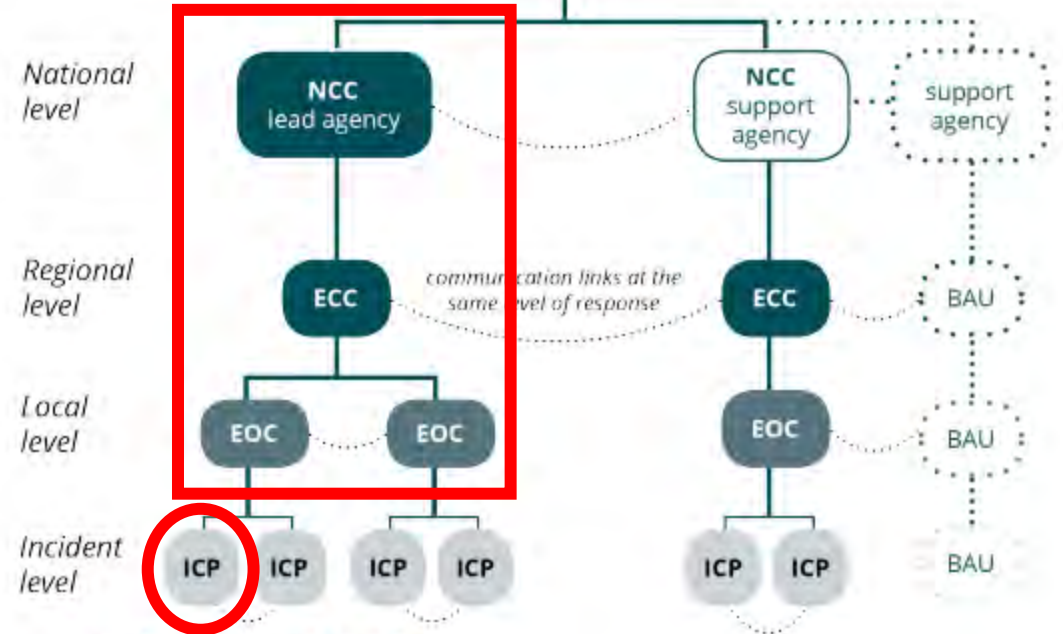 National
level
NCC
lead agency
NCC
support
agency
support
agency
Regional
level
ECC
communication links at the
same level of response
ECC
BAU
Local
level
EOC
EOC
EOC
BAU
Incident
level
ICP
ICP
ICP
ICP
ICP
ICP
BAU